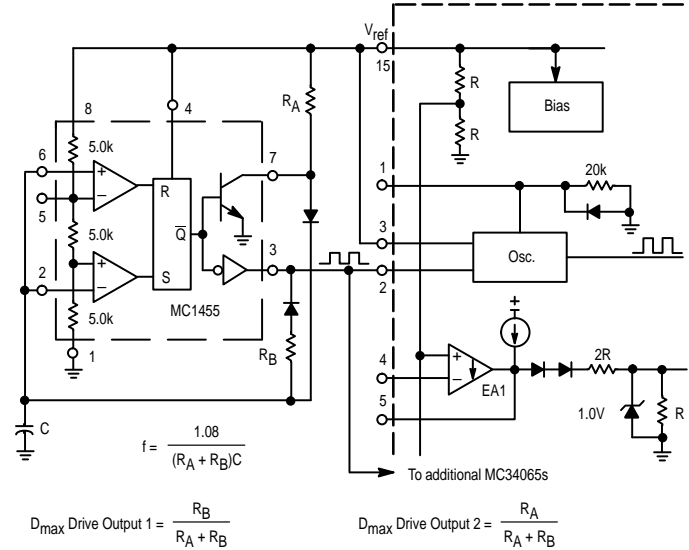 Vref
15
8
4
RA
R
Bias
R
5.0k
6
7
1
20k
+
–
R
5
3
5.0k
Q̅
Osc.
3
2
+
–
S
2
MC1455
5.0k
RB
+
1
4
+
–
EA1
2R
5
1.0V
R
C
f = 1.08 / (RA + RB)C
To additional MC34065s
Dmax Drive Output 1 = RB / (RA + RB)
Dmax Drive Output 2 = RA / (RA + RB)